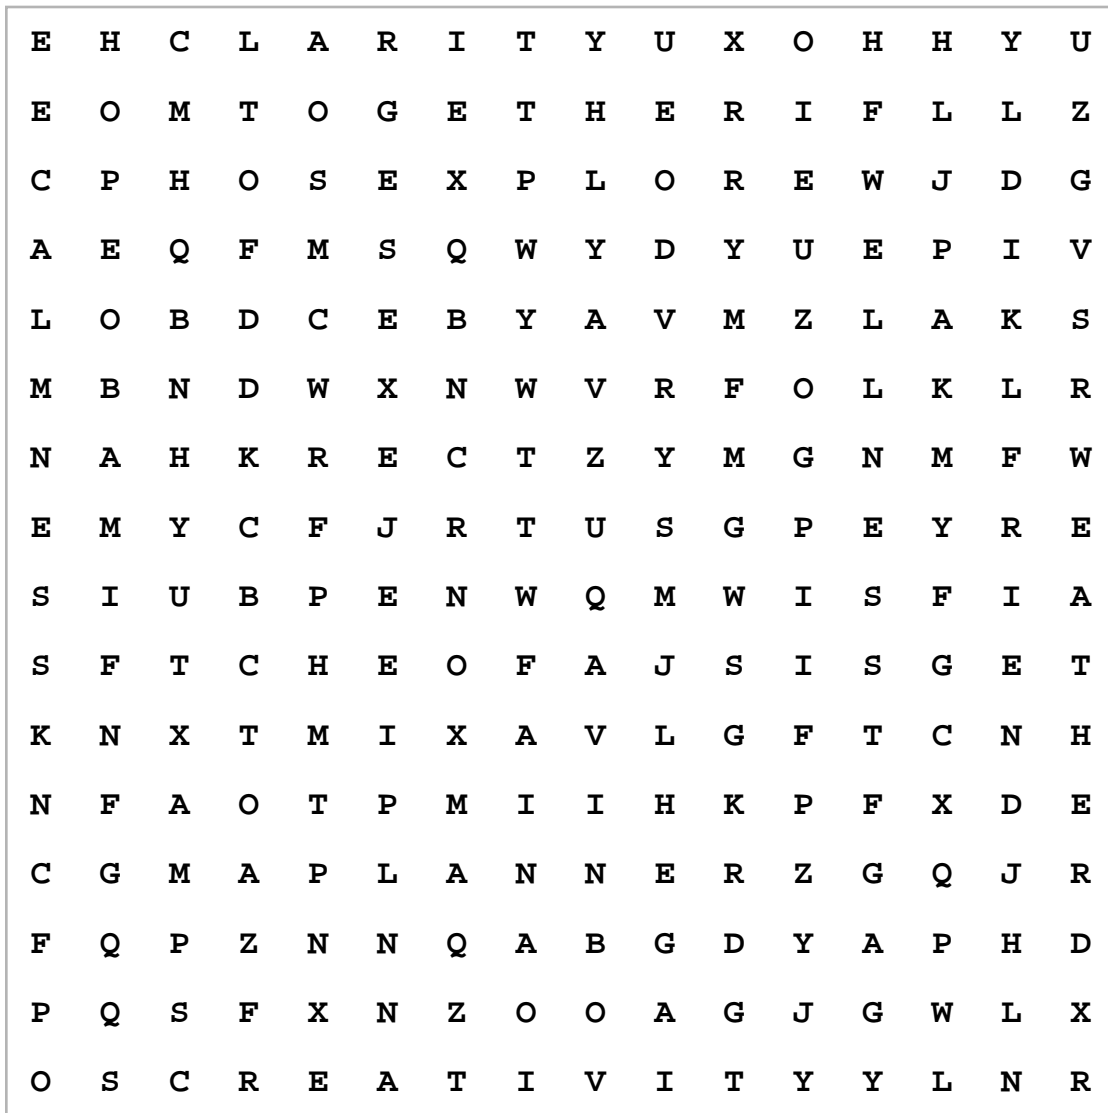 E H C L A R I T Y U X O H H Y U
E O M T O G E T H E R I F L L Z
C P H O S E X P L O R E W J D G
A E Q F M S Q W Y D Y U E P I V
L O B D C E B Y A V M Z L A K S
M B N D W X N W V R F O L K L R
N A H K R E C T Z Y M G N M F W
E M Y C F J R T U S G P E Y R E
S I U B P E N W Q M W I S F I A
S F T C H E O F A J S I S G E T
K N X T M I X A V L G F T C N H
N F A O T P M I I H K P F X D E
C G M A P L A N N E R Z G Q J R
F Q P Z N N Q A B G D Y A P H D
P Q S F X N Z O O A G J G W L X
O S C R E A T I V I T Y Y L N R